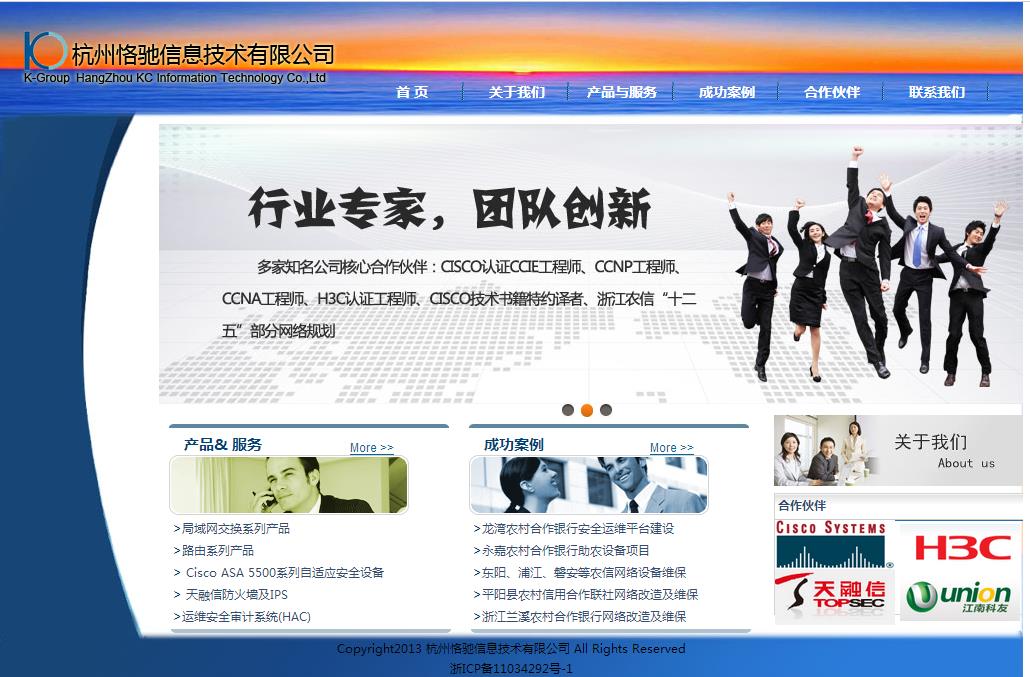 杭州恪驰信息技术有限公司
K-Group HangZhou KC Information Technology Co.,Ltd
首 页 关于我们 产品与服务 成功案例 合作伙伴 联系我们
行业专家，团队创新
多家知名公司核心合作伙伴：CISCO认证CCIE工程师、CCNP工程师、
CCNA工程师、H3C认证工程师、CISCO技术书籍特约译者、浙江农信“十二
五”部分网络规划
产品& 服务 More >>
>局域网交换系列产品
>路由系列产品
> Cisco ASA 5500系列自适应安全设备
> 天融信防火墙及IPS
>运维安全审计系统(HAC)
成功案例 More >>
>龙湾农村合作银行安全运维平台建设
>永嘉农村合作银行助农设备项目
>东阳、浦江、磐安等农信网络设备维保
>平阳县农村信用合作联社网络改造及维保
>浙江兰溪农村合作银行网络改造及维保
关于我们
About us
合作伙伴
CISCO SYSTEMS
H3C
天融信
TOPSEC
union
江南科友
Copyright2013 杭州恪驰信息技术有限公司 All Rights Reserved
浙ICP备11034292号-1